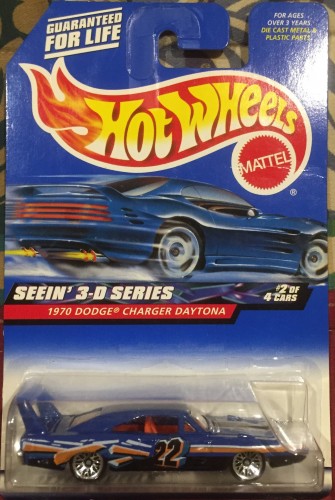 GUARANTEED
FOR LIFE
FOR AGES
OVER 3 YEARS.
DIE CAST METAL &
PLASTIC PARTS.
HOT WHEELS
MATTEL
®
SEEIN' 3-D SERIES
#2 OF
4 CARS
1970 DODGE® CHARGER DAYTONA
22